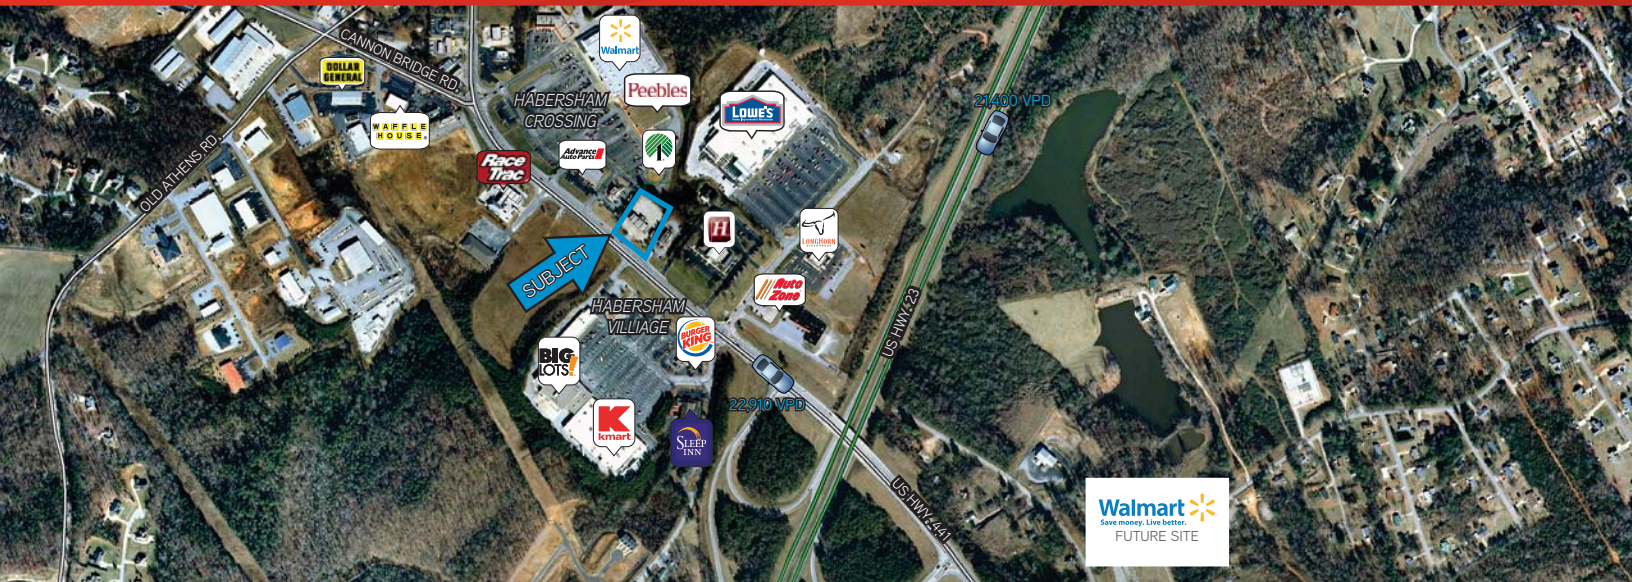 CANNON BRIDGE RD.
DOLLAR
GENERAL
WAFFLE
HOUSE
OLD ATHENS RD.
Walmart
Peebles
HABERSHAM
CROSSING
LOWE'S
Advance
Auto Parts
Race
Trac
H
LONGHORN
SUBJECT
Auto
Zone
HABERSHAM
VILLIAGE
BURGER
KING
BIG
LOTS!
K
kmart
SLEEP
INN
21,400 VPD
22,910 VPD
US HWY. 23
US HWY. 441
Walmart
Save money. Live better.
FUTURE SITE